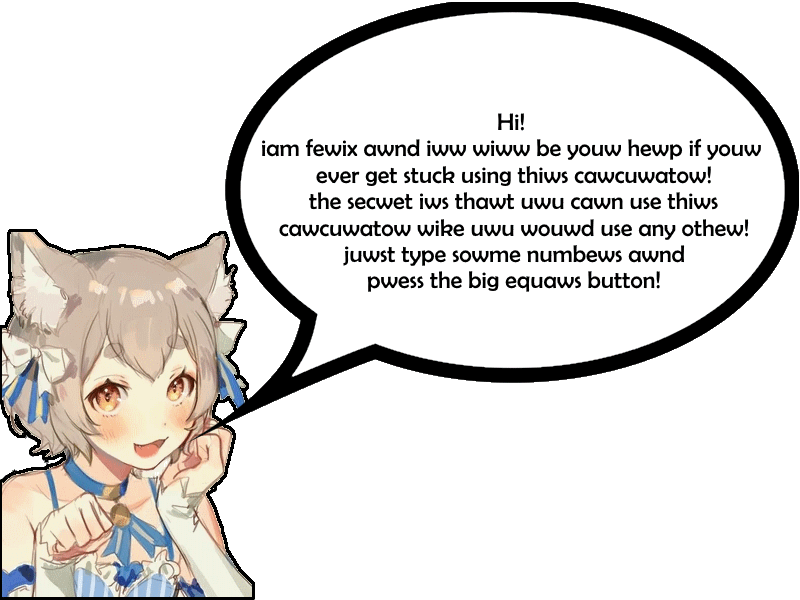 Hi!
iam fewix awnd iww wiww be youw hewp if youw
ever get stuck using thiws cawcuwatow!
the secwet iws thawt uwu cawn use thiws
cawcuwatow wike uwu wouwd use any othew!
juwst type sowme numbews awnd
pwess the big equaws button!